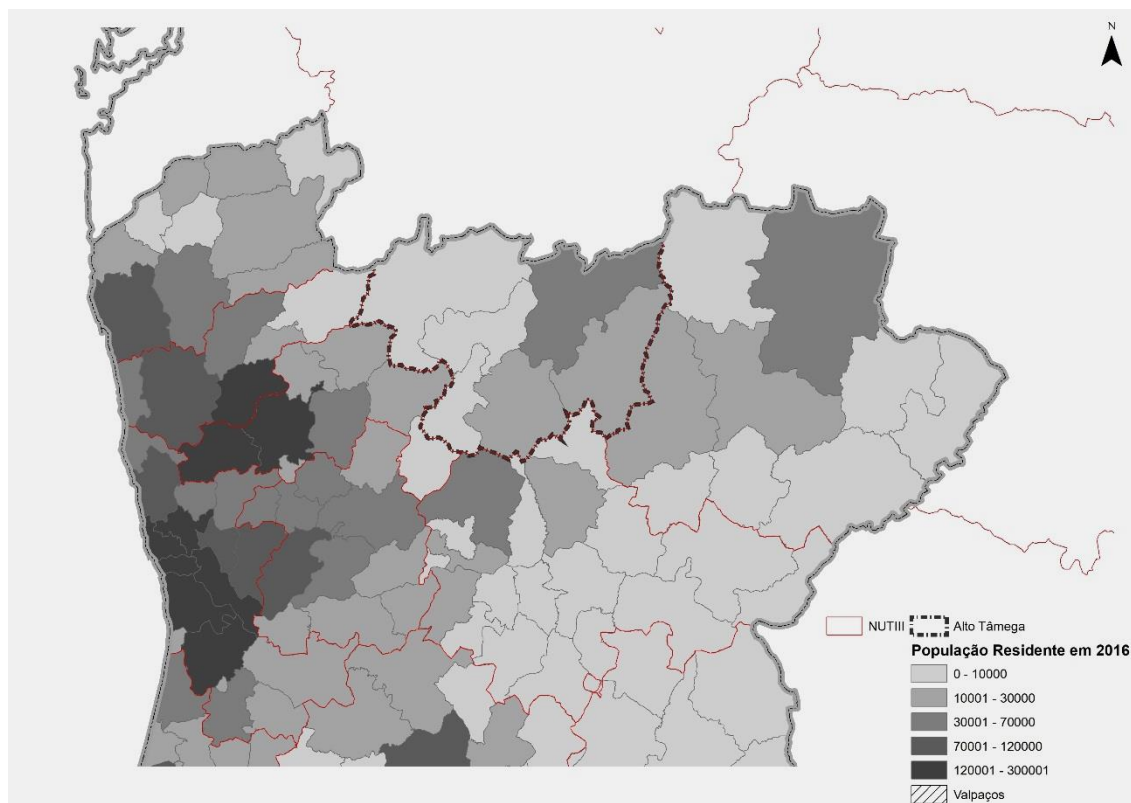 N
NUTIII Alto Tâmega
População Residente em 2016
0 - 10000
10001 - 30000
30001 - 70000
70001 - 120000
120001 - 300001
Valpaços